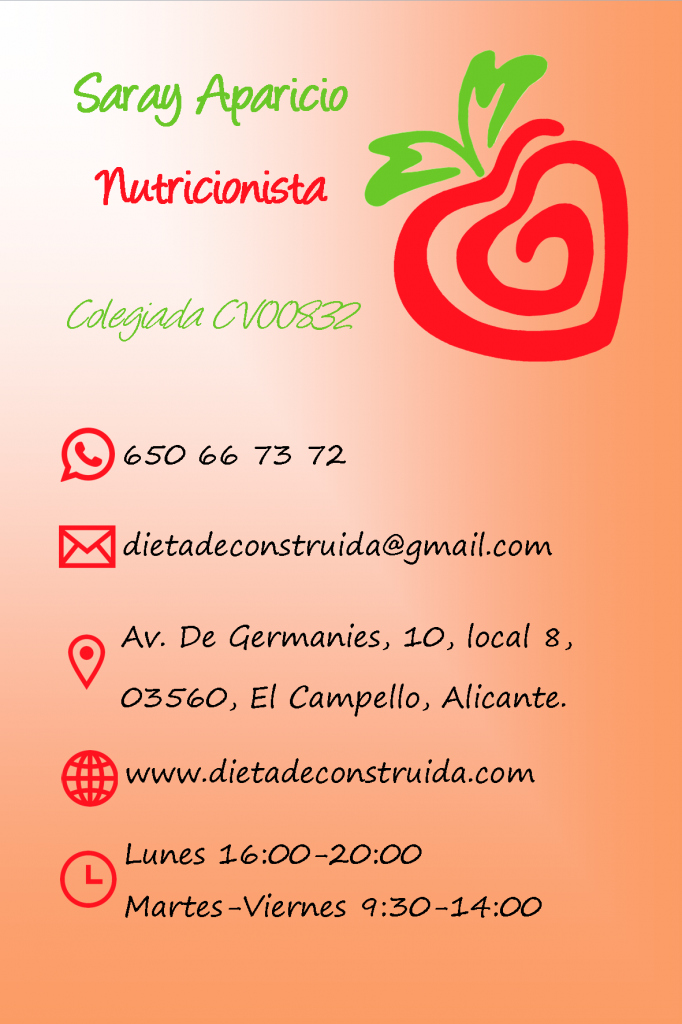 Saray Aparicio
Nutricionista
Colegiada CV00832
650 66 73 72
dietadeconstruida@gmail.com
Av. De Germanies, 10, local 8,
03560, El Campello, Alicante.
www.dietadeconstruida.com
Lunes 16:00-20:00
Martes-Viernes 9:30-14:00